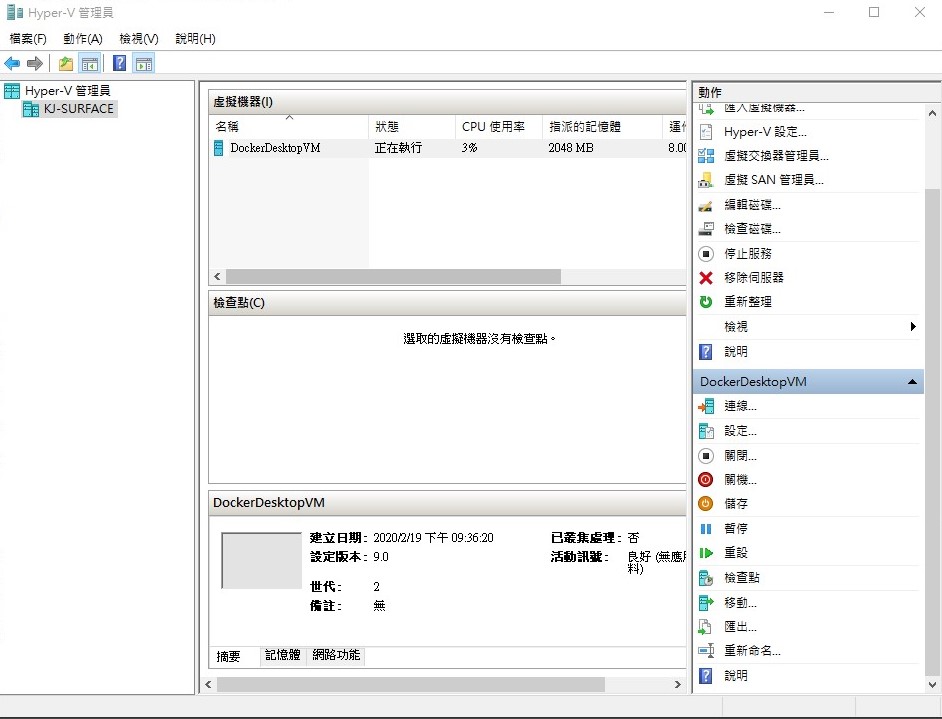 Hyper-V 管理員
檔案(F) 動作(A) 檢視(V) 說明(H)
Hyper-V 管理員
KJ-SURFACE
虛擬機器(I)
名稱 狀態 CPU 使用率 指派的記憶體 運作
DockerDesktopVM 正在執行 3% 2048 MB 8.00
檢查點(C)
選取的虛擬機器沒有檢查點。
DockerDesktopVM
建立日期: 2020/2/19 下午 09:36:20
設定版本: 9.0
世代: 2
備註: 無
已叢集處理: 否
活動訊號: 良好 (無應用
料)
摘要 記憶體 網路功能
動作
匯入虛擬機器...
Hyper-V 設定...
虛擬交換器管理員...
虛擬 SAN 管理員...
編輯磁碟...
檢查磁碟...
停止服務
移除伺服器
重新整理
檢視
說明
DockerDesktopVM
連線...
設定...
關閉...
關機...
儲存
暫停
重設
檢查點
移動...
匯出...
重新命名...
說明